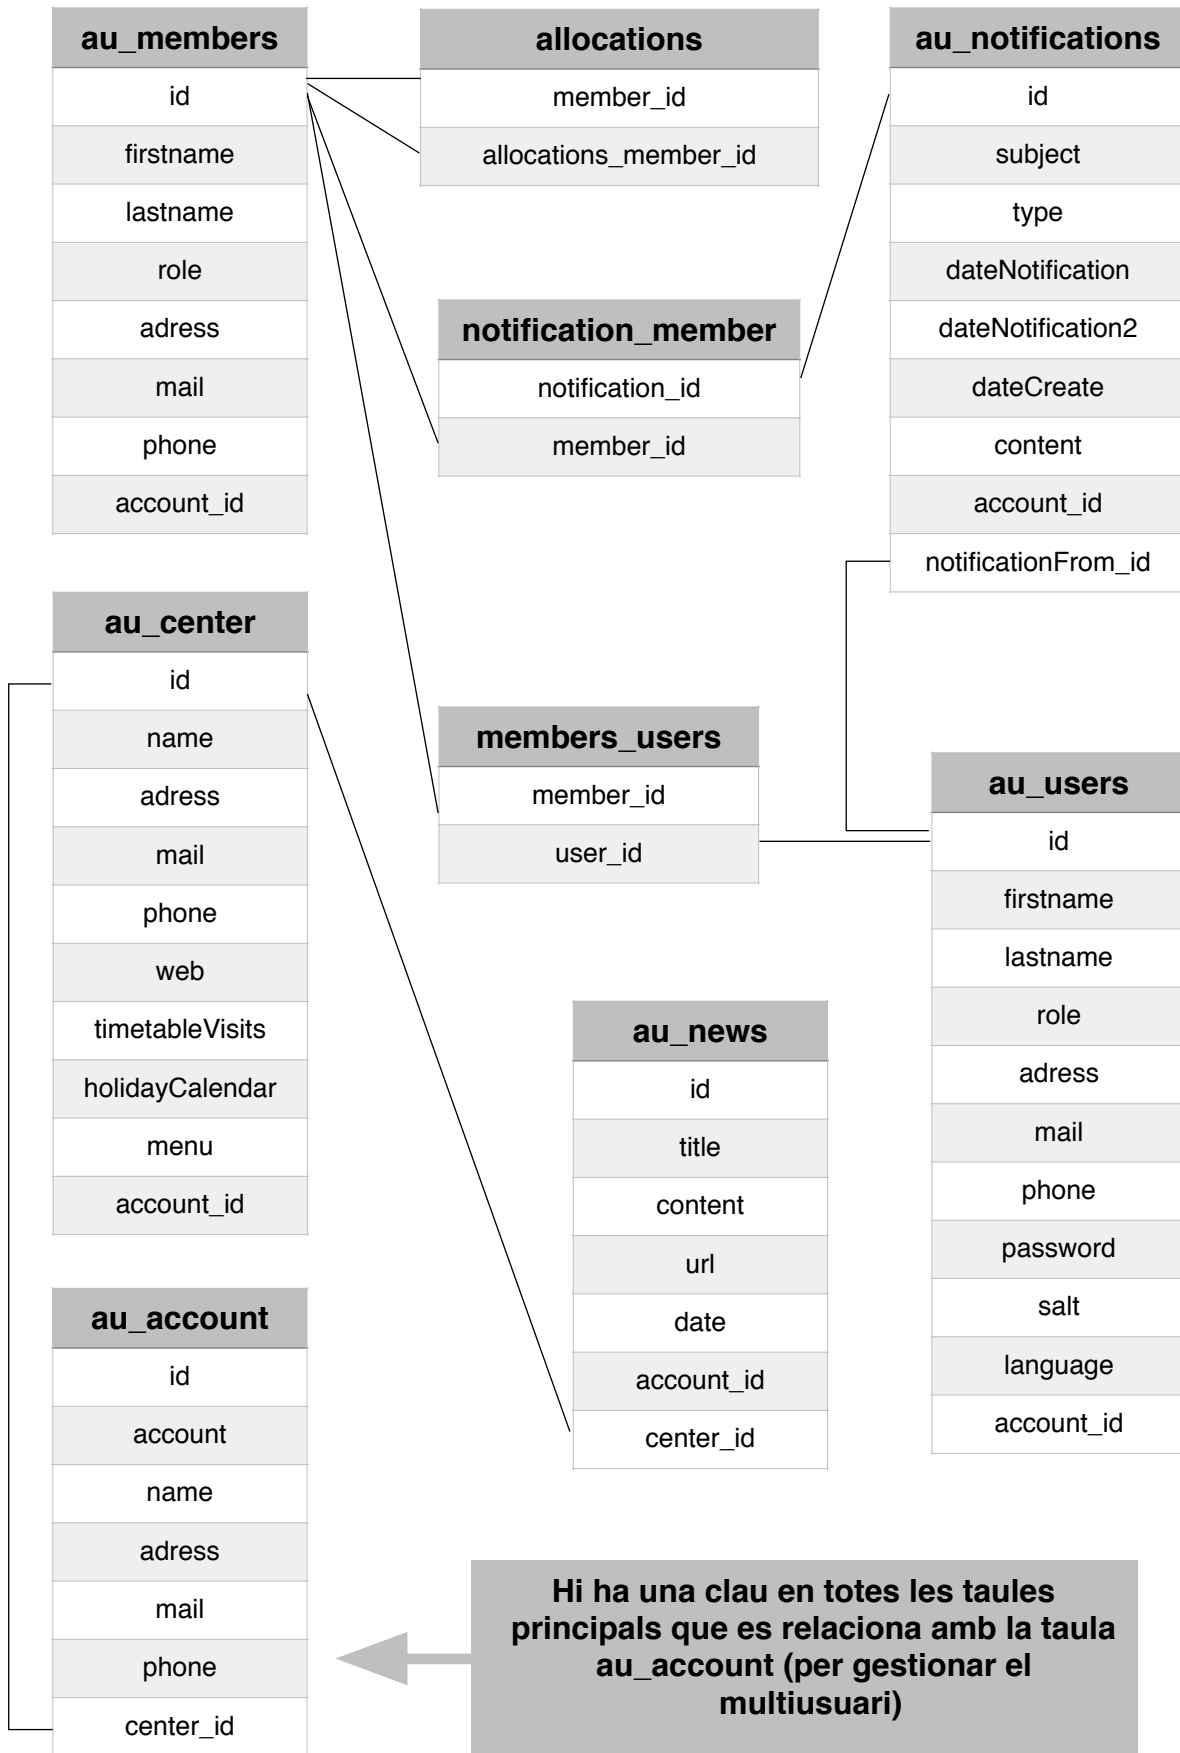 au_members
id
firstname
lastname
role
adress
mail
phone
account_id
allocations
member_id
allocations_member_id
au_notifications
id
subject
type
dateNotification
dateNotification2
dateCreate
content
account_id
notificationFrom_id
notification_member
notification_id
member_id
au_center
id
name
adress
mail
phone
web
timetableVisits
holidayCalendar
menu
account_id
members_users
member_id
user_id
au_users
id
firstname
lastname
role
adress
mail
phone
password
salt
language
account_id
au_news
id
title
content
url
date
account_id
center_id
au_account
id
account
name
adress
mail
phone
center_id
Hi ha una clau en totes les taules
principals que es relaciona amb la taula
au_account (per gestionar el
multiusuari)